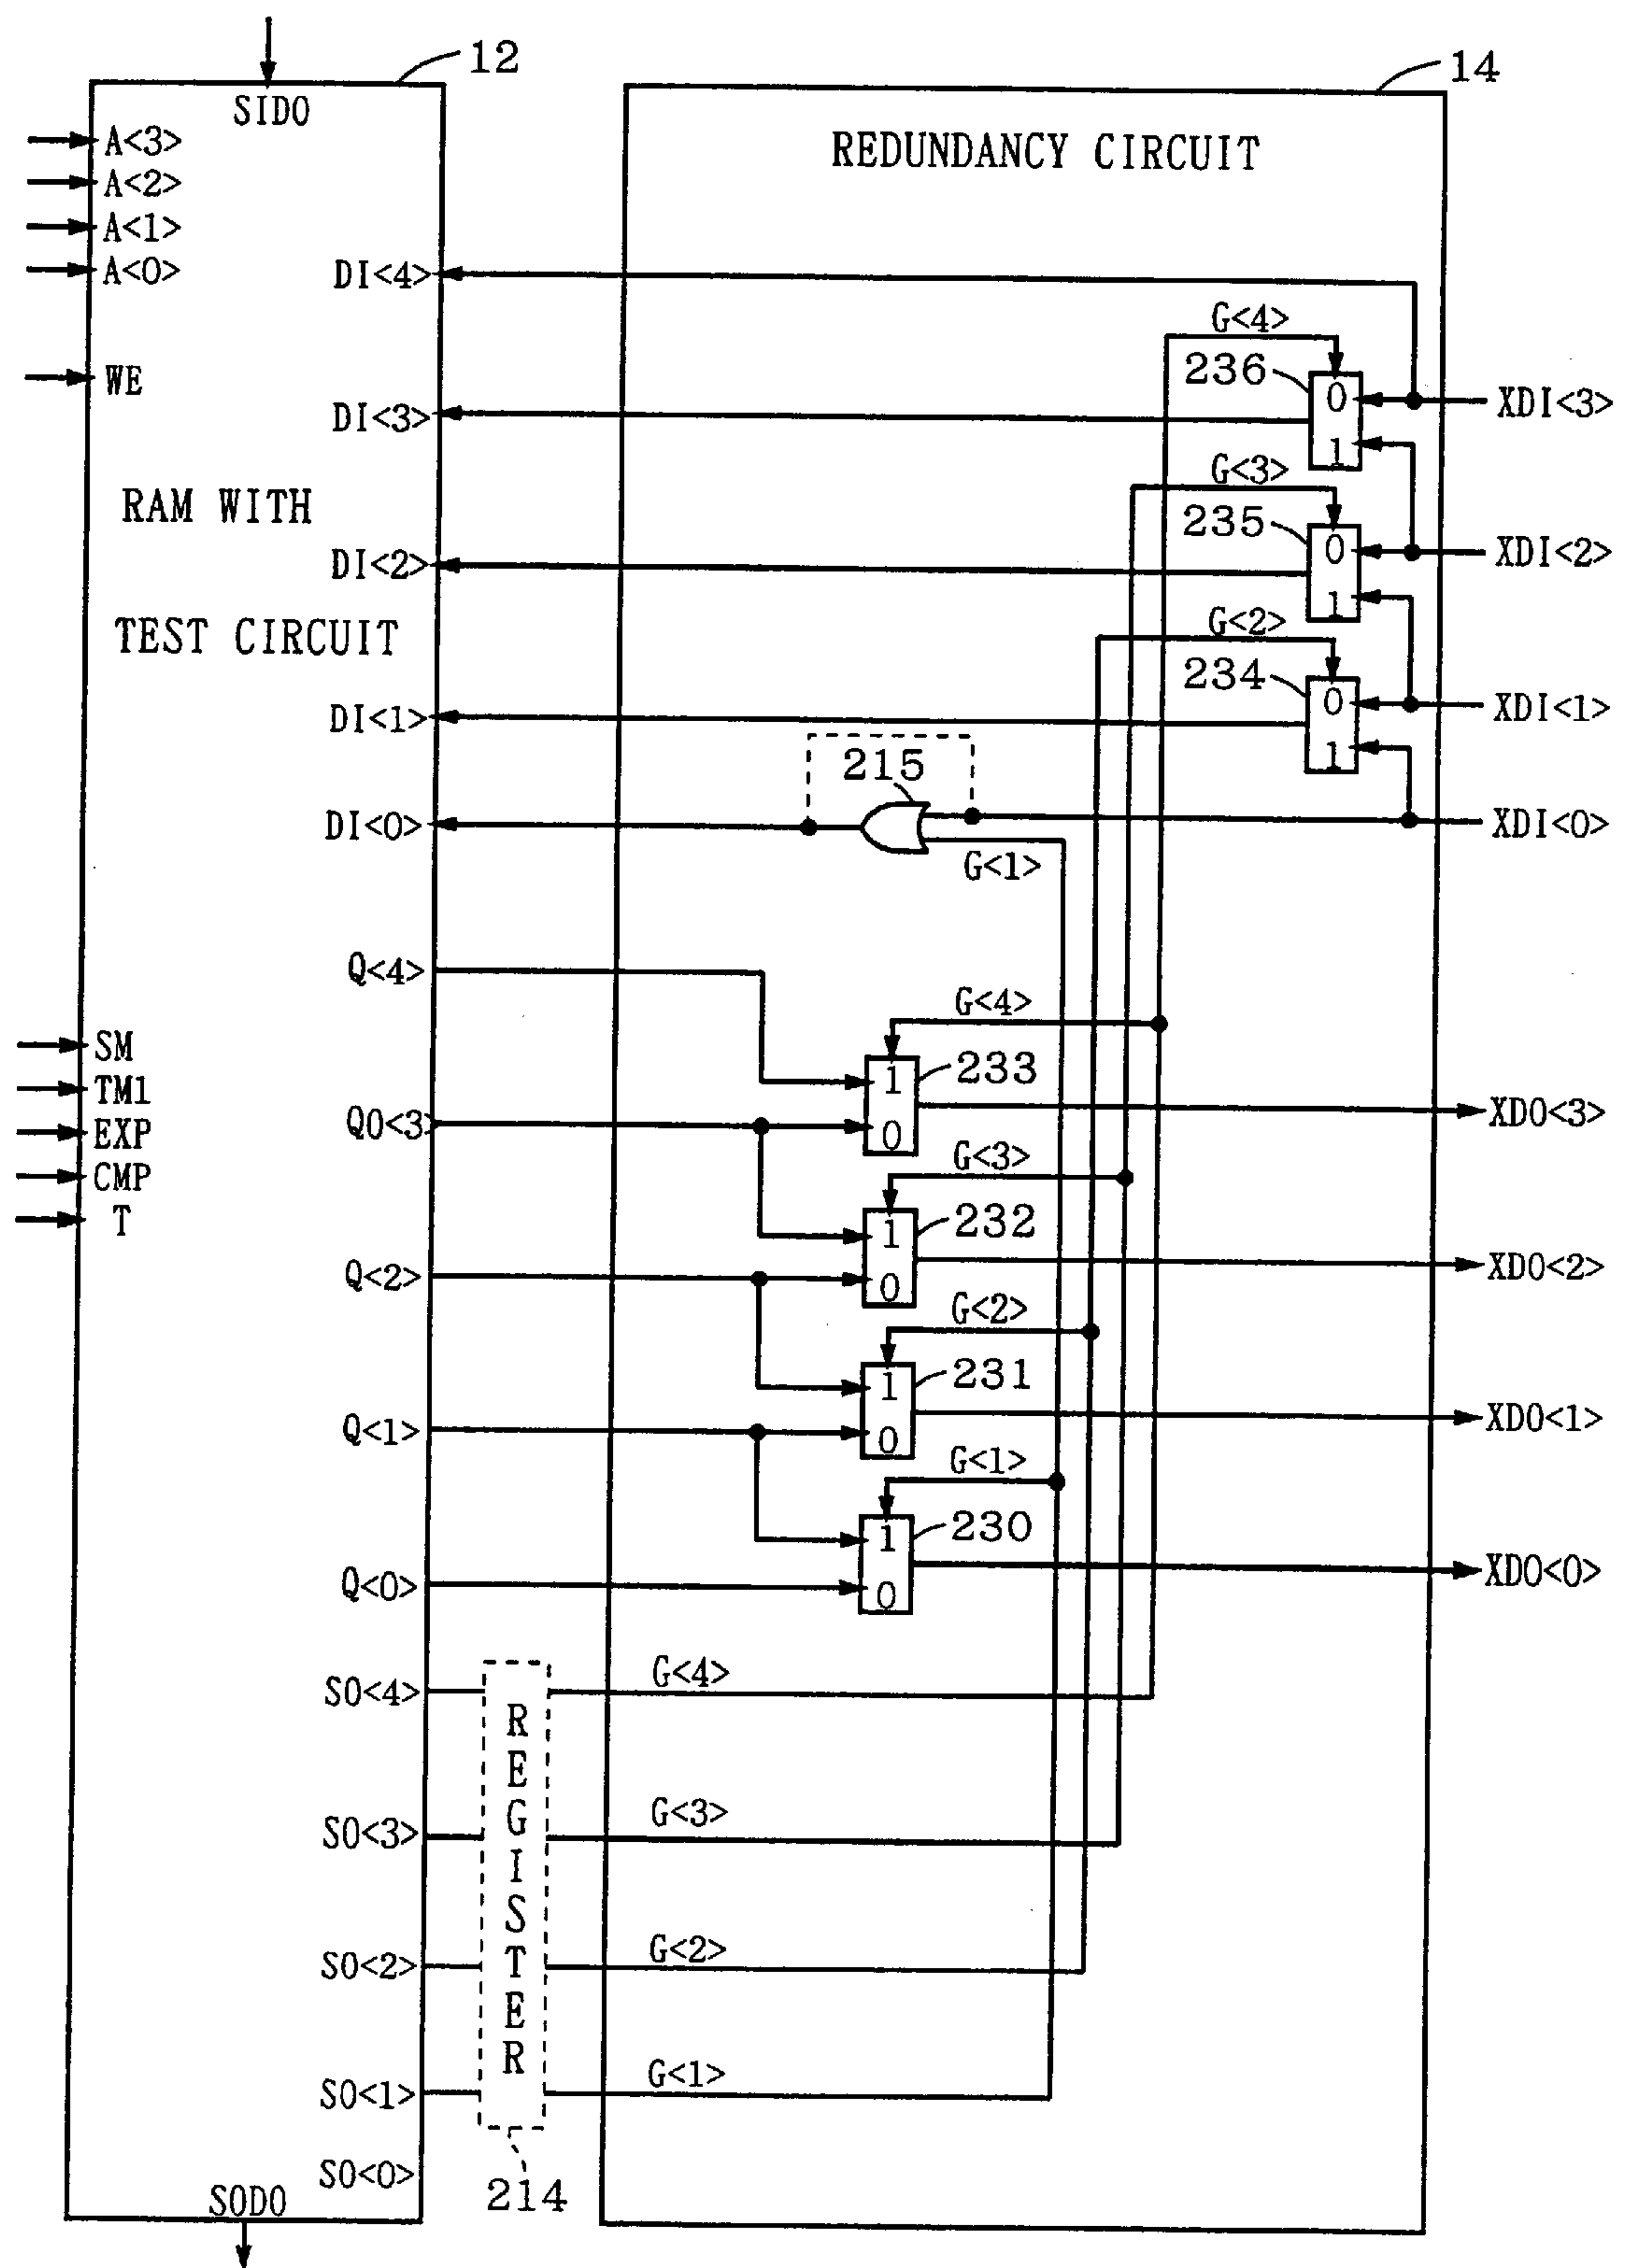 12
14
SIDO
REDUNDANCY CIRCUIT
A<3>
A<2>
A<1>
A<0>
DI<4>
G<4>
236
0
1
XDI<3>
WE
DI<3>
G<3>
235
0
1
XDI<2>
RAM WITH
TEST CIRCUIT
DI<2>
G<2>
234
0
1
XDI<1>
DI<1>
215
DI<0>
G<1>
XDI<0>
Q<4>
G<4>
233
1
0
XDO<3>
SM
TM1
EXP
CMP
T
QO<3>
G<3>
232
1
0
XDO<2>
Q<2>
G<2>
231
1
0
XDO<1>
Q<1>
G<1>
230
1
0
XDO<0>
Q<0>
SO<4>
G<4>
REGISTER
SO<3>
G<3>
SO<2>
G<2>
SO<1>
G<1>
SO<0>
214
SODO